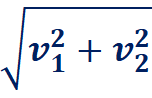 √(v₁² + v₂²)